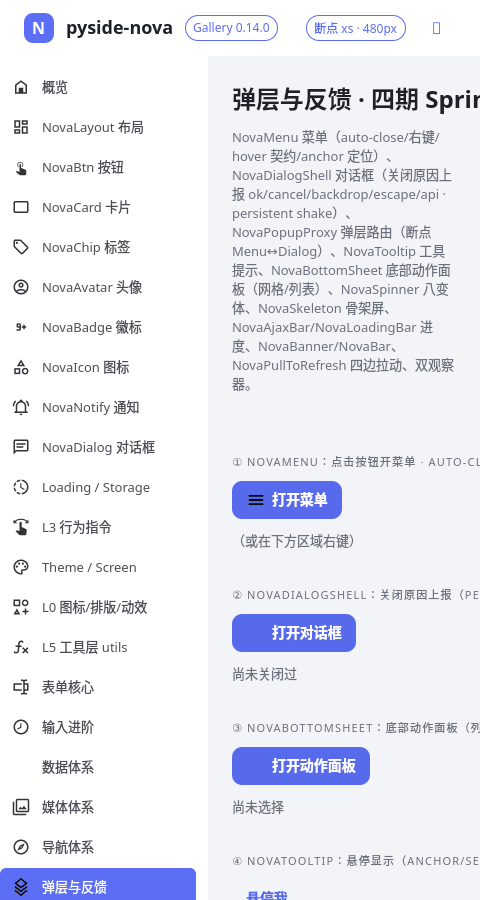 N pyside-nova Gallery 0.14.0 断点 xs · 480px
概览
NovaLayout 布局
NovaBtn 按钮
NovaCard 卡片
NovaChip 标签
NovaAvatar 头像
9+ NovaBadge 徽标
NovaIcon 图标
NovaNotify 通知
NovaDialog 对话框
Loading / Storage
L3 行为指令
Theme / Screen
L0 图标/排版/动效
L5 工具层 utils
表单核心
输入进阶
数据体系
媒体体系
导航体系
弹层与反馈
弹层与反馈 · 四期 Sprin
NovaMenu 菜单（auto-close/右键/
hover 契约/anchor 定位）、
NovaDialogShell 对话框（关闭原因上
报 ok/cancel/backdrop/escape/api ·
persistent shake）、
NovaPopupProxy 弹层路由（断点
Menu↔Dialog）、NovaTooltip 工具
提示、NovaBottomSheet 底部动作面
板（网格/列表）、NovaSpinner 八变
体、NovaSkeleton 骨架屏、
NovaAjaxBar/NovaLoadingBar 进
度、NovaBanner/NovaBar、
NovaPullToRefresh 四边拉动、双观察
器。
① NOVAMENU：点击按钮开菜单 · AUTO-CL
打开菜单
（或在下方区域右键）
② NOVADIALOGSHELL：关闭原因上报（PE
打开对话框
尚未关闭过
③ NOVABOTTOMSHEET：底部动作面板（列
打开动作面板
尚未选择
④ NOVATOOLTIP：悬停显示（ANCHOR/SE
悬停我